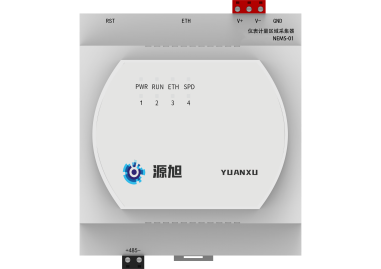 RST ETH V+ V- GND
仪表计量区域采集器
NEMS-01
PWR RUN ETH SPD
1 2 3 4
源旭 YUANXU
+485-